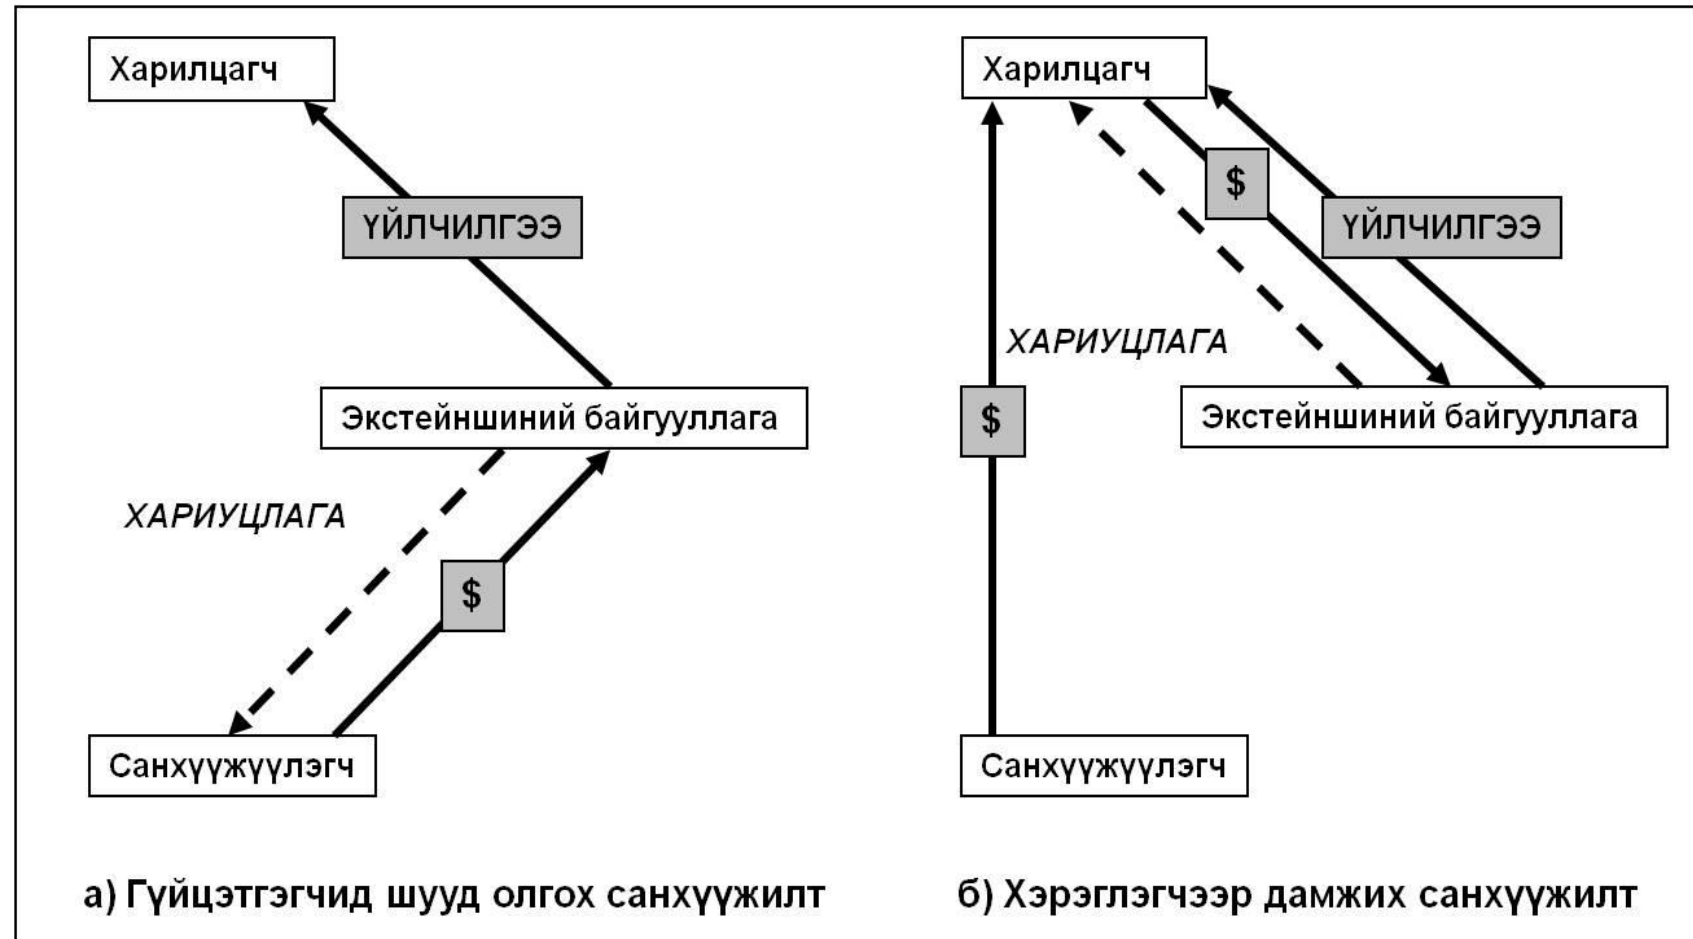 Харилцагч
ҮЙЛЧИЛГЭЭ
Экстейншиний байгууллага
ХАРИУЦЛАГА
$
Санхүүжүүлэгч
а) Гүйцэтгэгчид шууд олгох санхүүжилт
Харилцагч
$
ҮЙЛЧИЛГЭЭ
ХАРИУЦЛАГА
$
Экстейншиний байгууллага
Санхүүжүүлэгч
б) Хэрэглэгчээр дамжих санхүүжилт